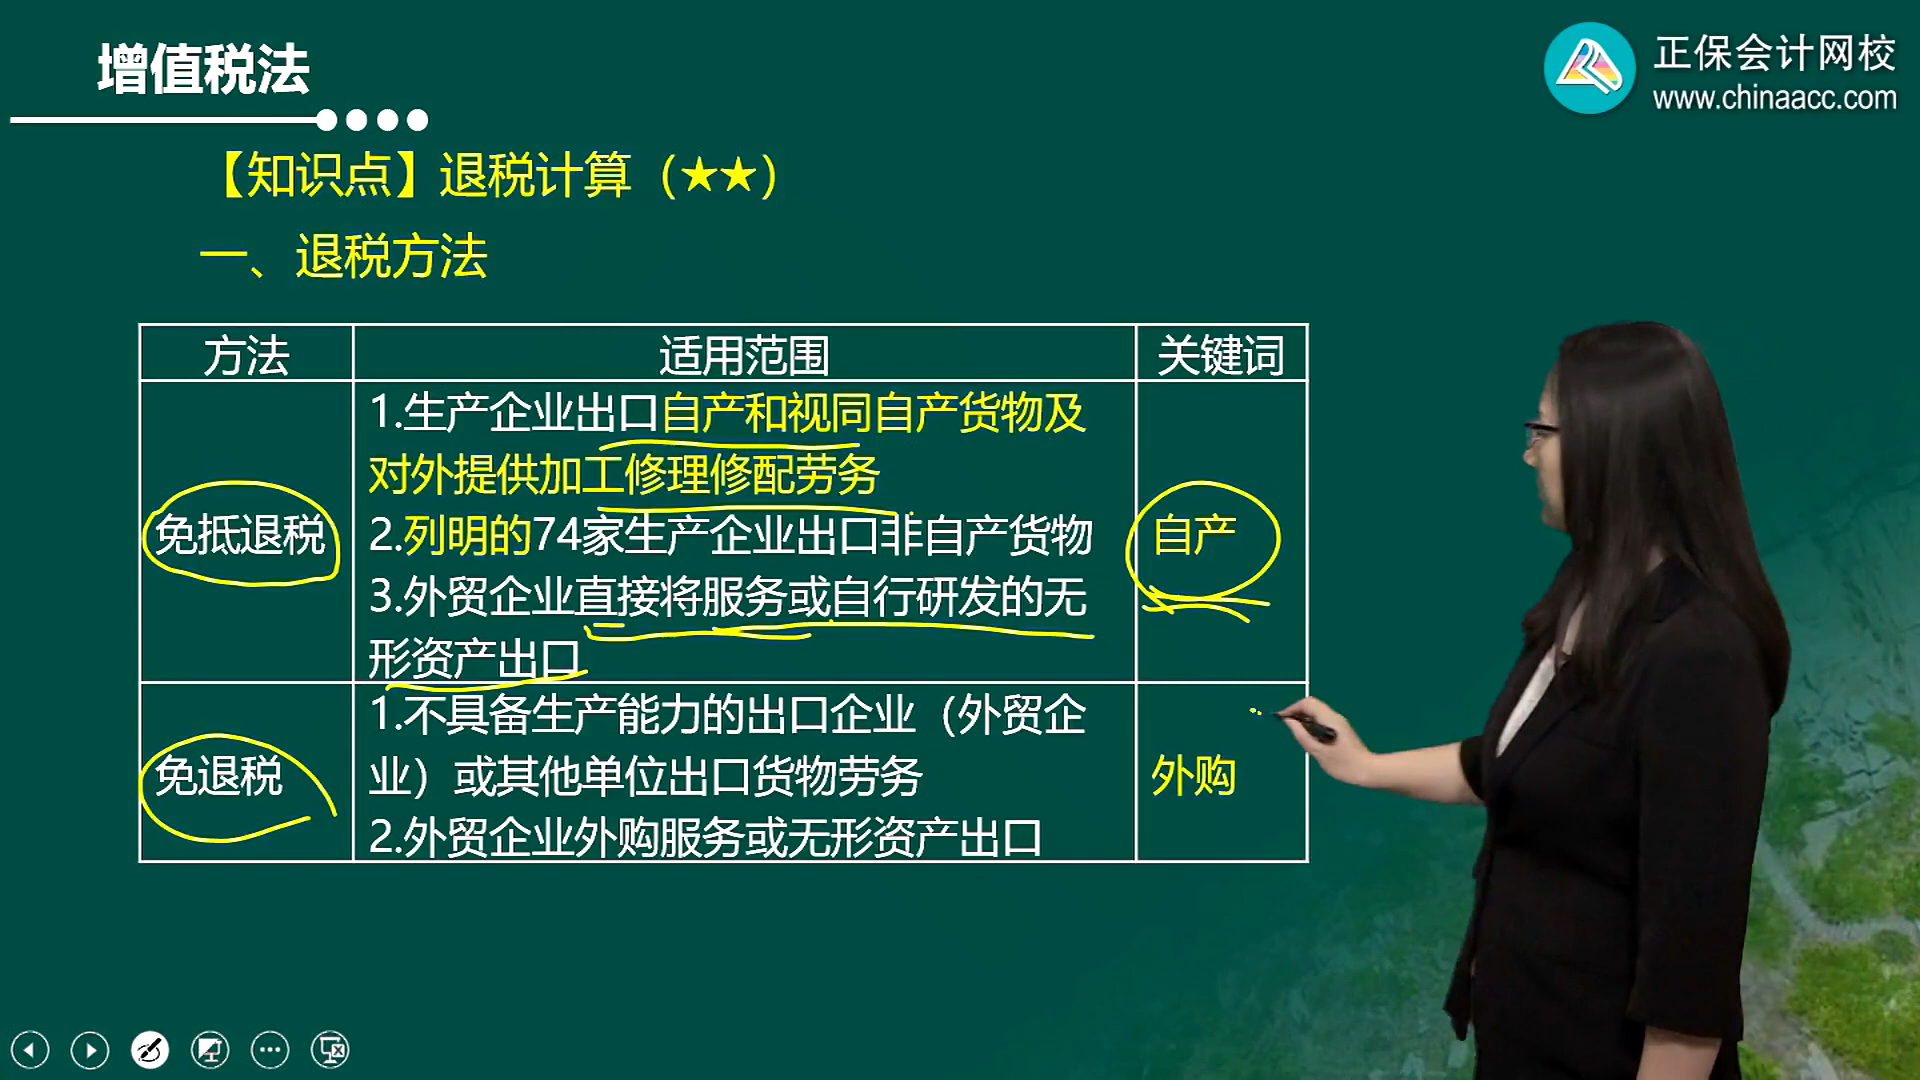 增值税法
正保会计网校
www.chinaacc.com
【知识点】退税计算（★★）
一、退税方法
方法
适用范围
关键词
免抵退税
1.生产企业出口自产和视同自产货物及
对外提供加工修理修配劳务
2.列明的74家生产企业出口非自产货物
3.外贸企业直接将服务或自行研发的无
形资产出口
自产
免退税
1.不具备生产能力的出口企业（外贸企
业）或其他单位出口货物劳务
2.外贸企业外购服务或无形资产出口
外购